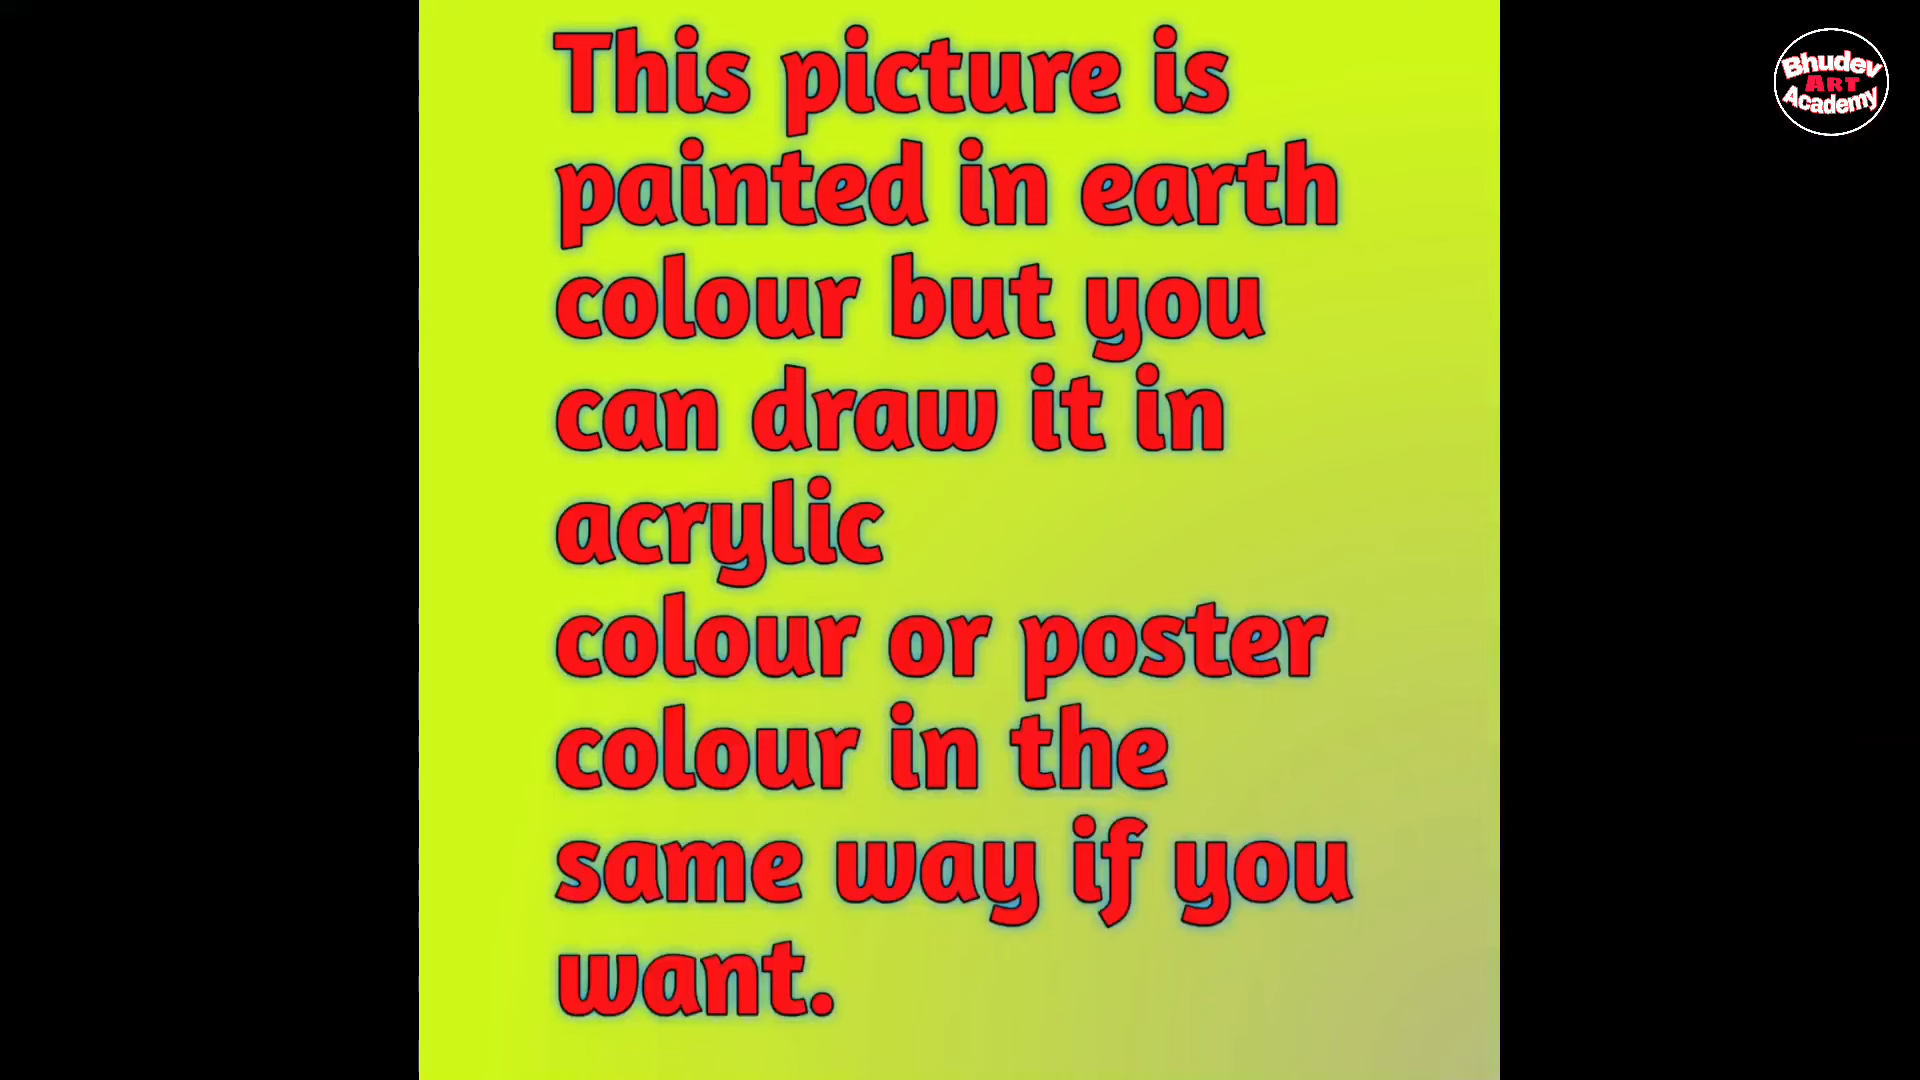 This picture is
painted in earth
colour but you
can draw it in
acrylic
colour or poster
colour in the
same way if you
want.
Bhudev
ART
Academy